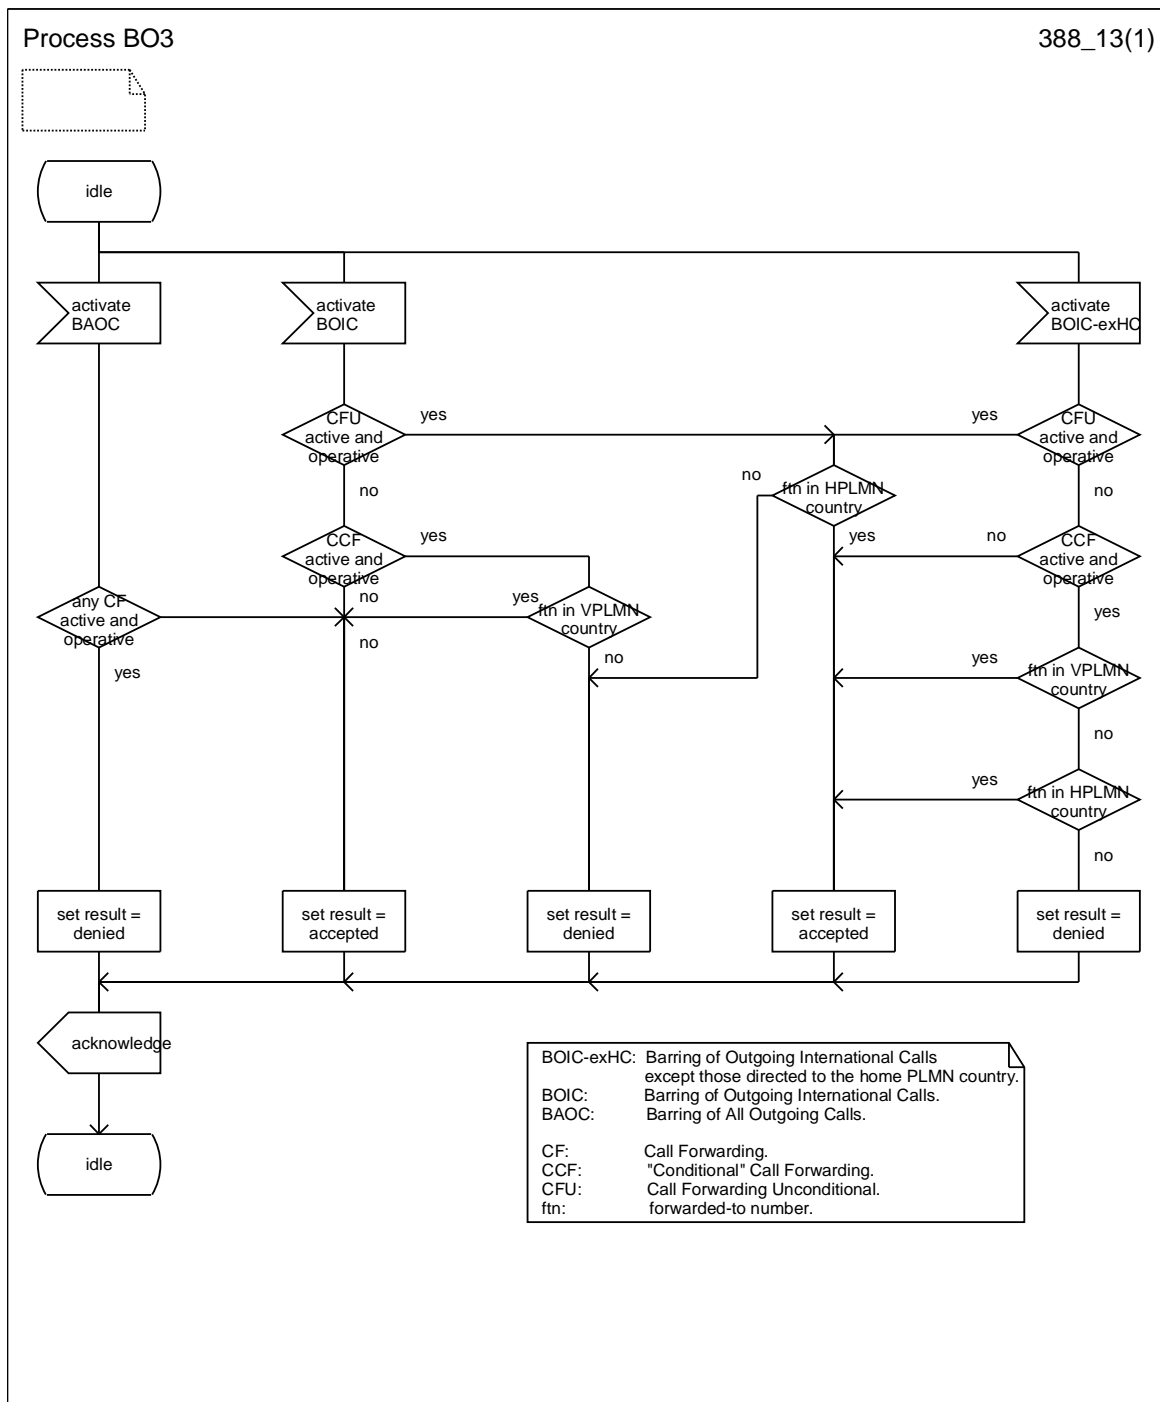 Process BO3
388_13(1)
idle
activate
BAOC
activate
BOIC
activate
BOIC-exHC
CFU
active and
operative
yes
yes
CFU
active and
operative
no
no
ftn in HPLMN
country
no
yes
CCF
active and
operative
yes
no
CCF
active and
operative
no
any CF
active and
operative
no
yes
ftn in VPLMN
country
yes
yes
no
yes
ftn in VPLMN
country
no
yes
ftn in HPLMN
country
no
set result =
denied
set result =
accepted
set result =
denied
set result =
accepted
set result =
denied
acknowledge
idle
BOIC-exHC: Barring of Outgoing International Calls
except those directed to the home PLMN country.
BOIC: Barring of Outgoing International Calls.
BAOC: Barring of All Outgoing Calls.
CF: Call Forwarding.
CCF: "Conditional" Call Forwarding.
CFU: Call Forwarding Unconditional.
ftn: forwarded-to number.